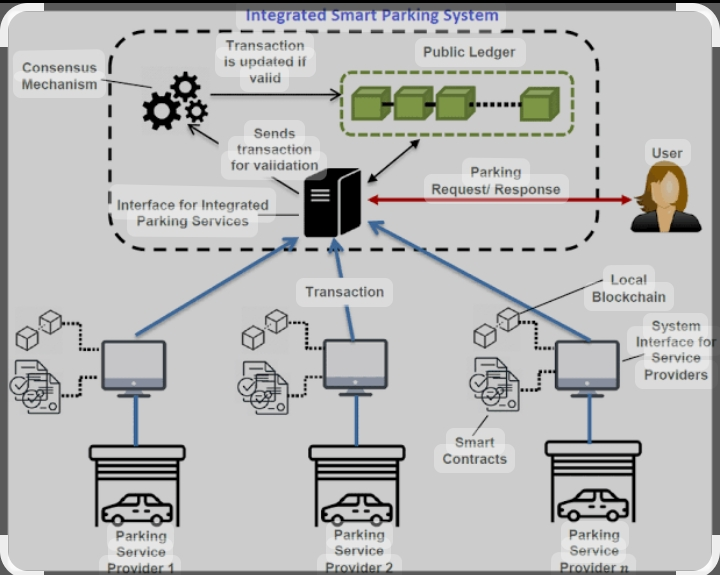 Integrated Smart Parking System
Transaction
is updated if
valid
Public Ledger
Consensus
Mechanism
Sends
transaction
for validation
User
Parking
Request/ Response
Interface for Integrated
Parking Services
Transaction
Local
Blockchain
System
Interface for
Service
Providers
Smart
Contracts
Parking
Service
Provider 1
Parking
Service
Provider 2
Parking
Service
Provider n